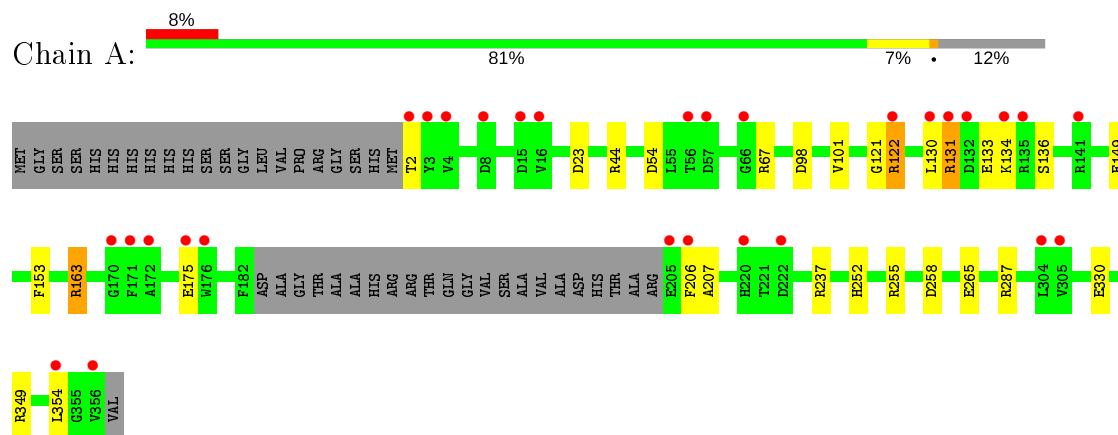 8%
Chain A:
81% 7% • 12%
MET GLY SER SER HIS HIS HIS HIS HIS HIS SER SER GLY LEU VAL PRO ARG GLY SER HIS MET T2 Y3 V4 D8 D15 V16 D23 R44 D54 L55 T56 D57 G66 R67 D98 V101 G121 R122 L130 R131 D132 E133 K134 R135 S136 R141
F153 R163 G170 F171 A172 E175 W176 F182 ASP ALA GLY THR ALA ALA HIS ARG ARG THR GLN GLY VAL SER ALA VAL ALA ASP HIS THR ALA ARG E205 F206 A207 H220 T221 D222 R237 H252 R255 D258 E265 R287 L304 V305 E330
R349 L354 G355 V356 VAL